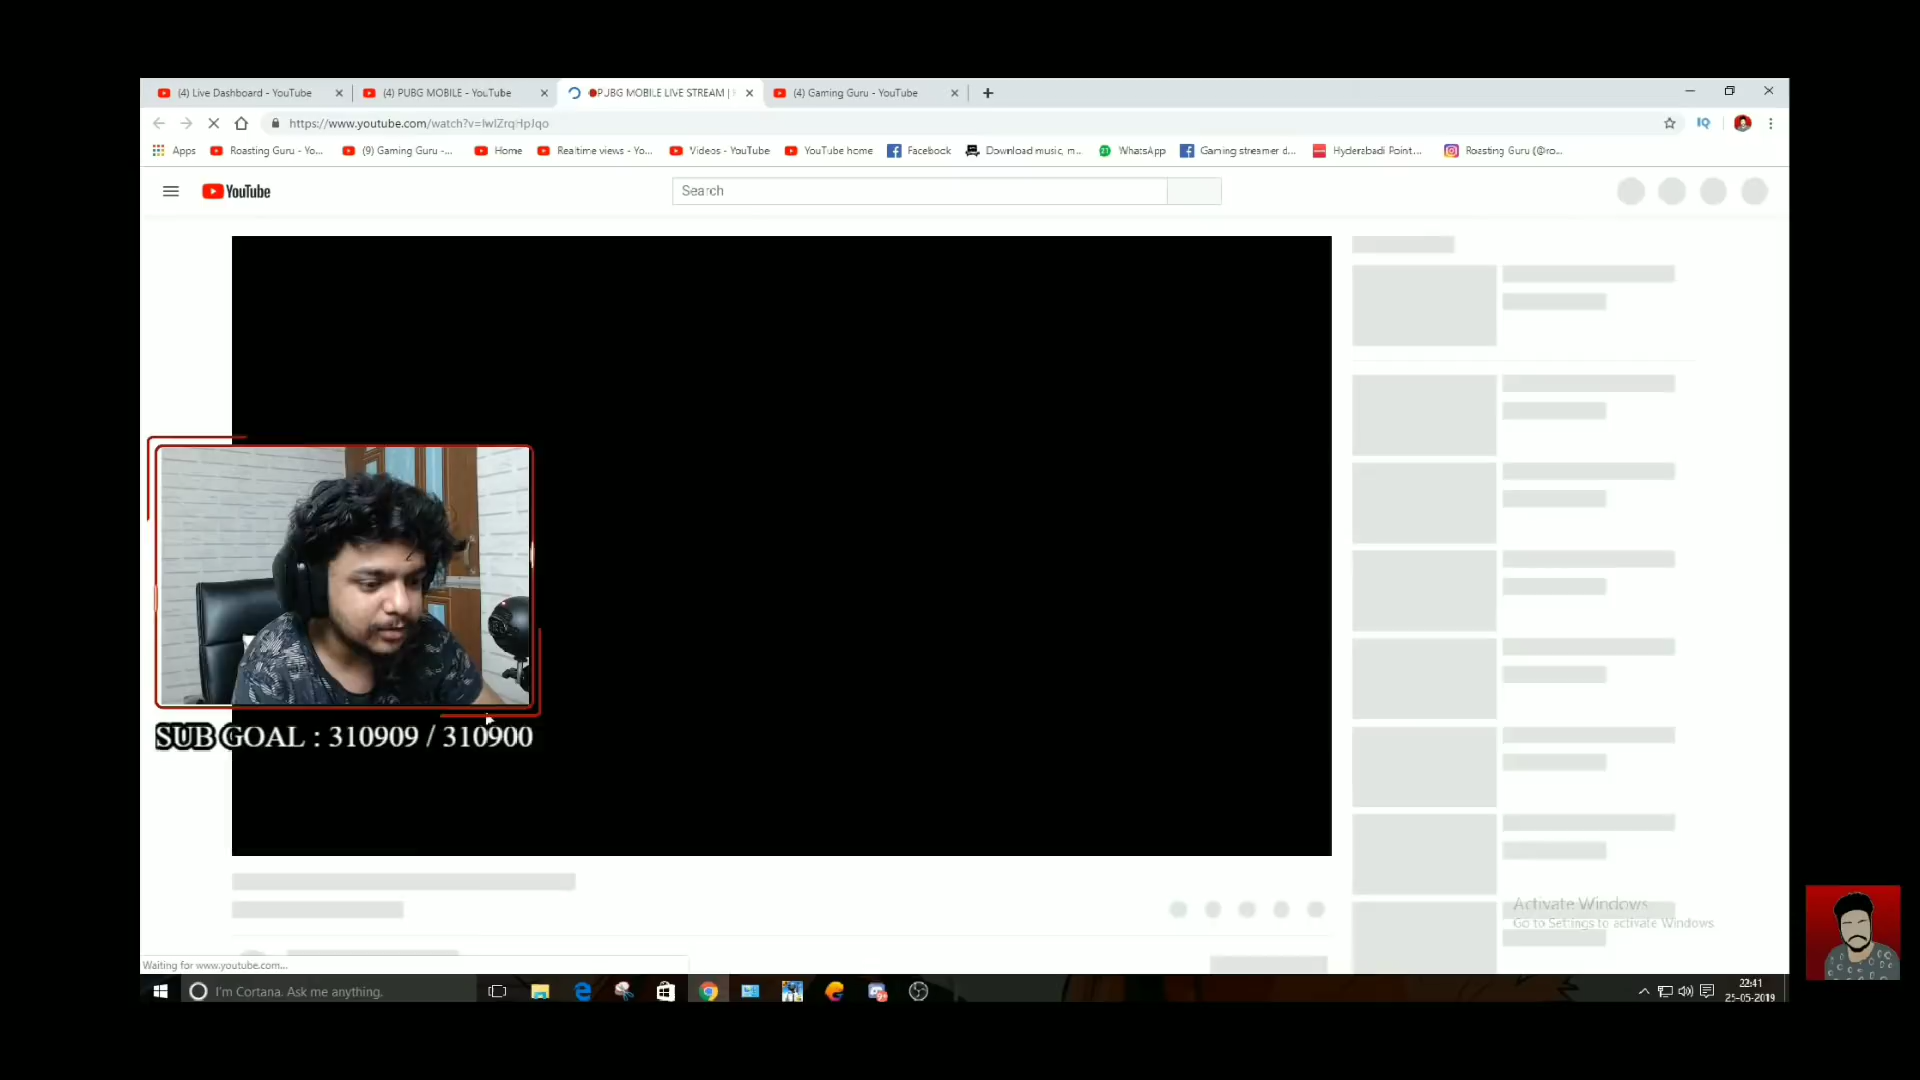 (4) Live Dashboard - YouTube
(4) PUBG MOBILE - YouTube
PUBG MOBILE LIVE STREAM |
(4) Gaming Guru - YouTube
https://www.youtube.com/watch?v=
IQ
Apps
Roasting Guru - Yo...
(9) Gaming Guru -...
Home
Realtime views - Yo...
Videos - YouTube
YouTube home
Facebook
Download music, m...
WhatsApp
Gaming streamer d...
Hyderabadi Point...
Roasting Guru (@ro...
YouTube
Search
SUB GOAL : 310909 / 310900
Activate Windows
Go to Settings to activate Windows
Waiting for www.youtube.com...
I'm Cortana. Ask me anything.
22:41
25-05-2019